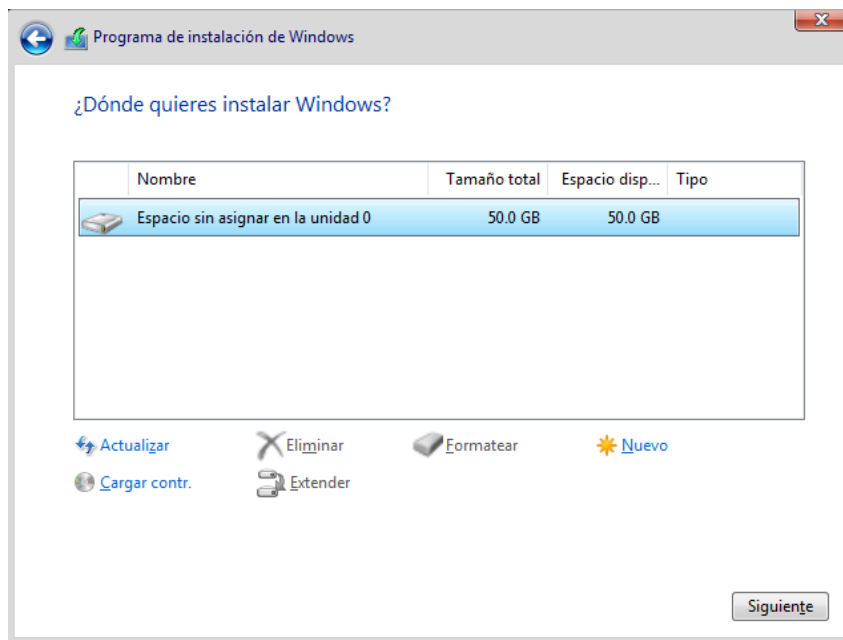 Programa de instalación de Windows
¿Dónde quieres instalar Windows?
Nombre Tamaño total Espacio disp... Tipo
Espacio sin asignar en la unidad 0 50.0 GB 50.0 GB
Actualizar Eliminar Formatear Nuevo
Cargar contr. Extender
Siguiente